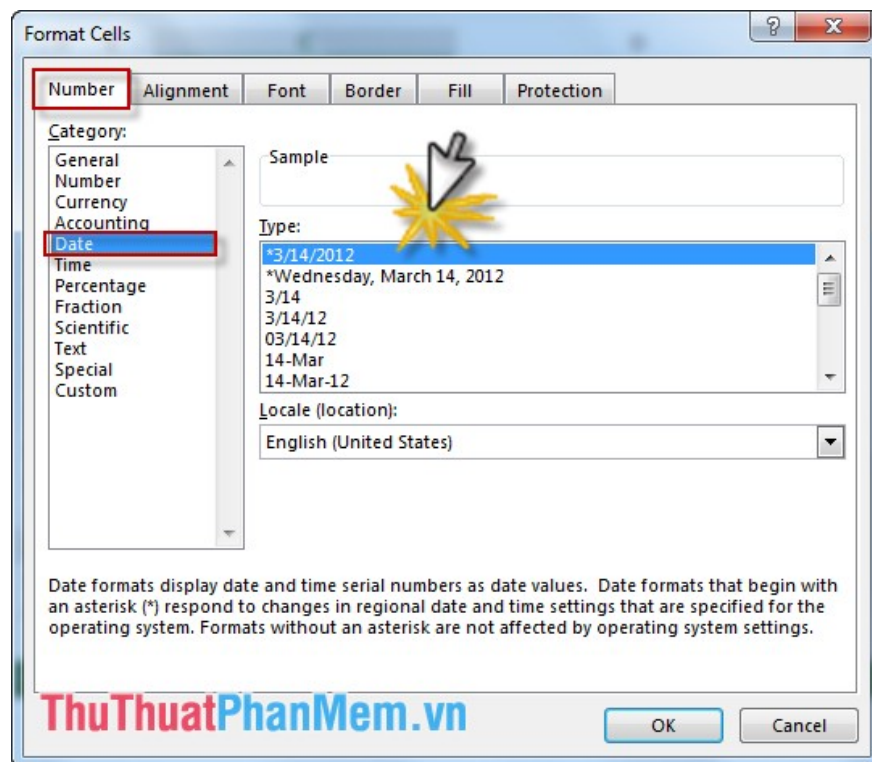 Format Cells
Number Alignment Font Border Fill Protection
Category:
General
Number
Currency
Accounting
Date
Time
Percentage
Fraction
Scientific
Text
Special
Custom
Sample
Type:
*3/14/2012
*Wednesday, March 14, 2012
3/14
3/14/12
03/14/12
14-Mar
14-Mar-12
Locale (location):
English (United States)
Date formats display date and time serial numbers as date values. Date formats that begin with
an asterisk (*) respond to changes in regional date and time settings that are specified for the
operating system. Formats without an asterisk are not affected by operating system settings.
ThuThuatPhanMem.vn
OK Cancel